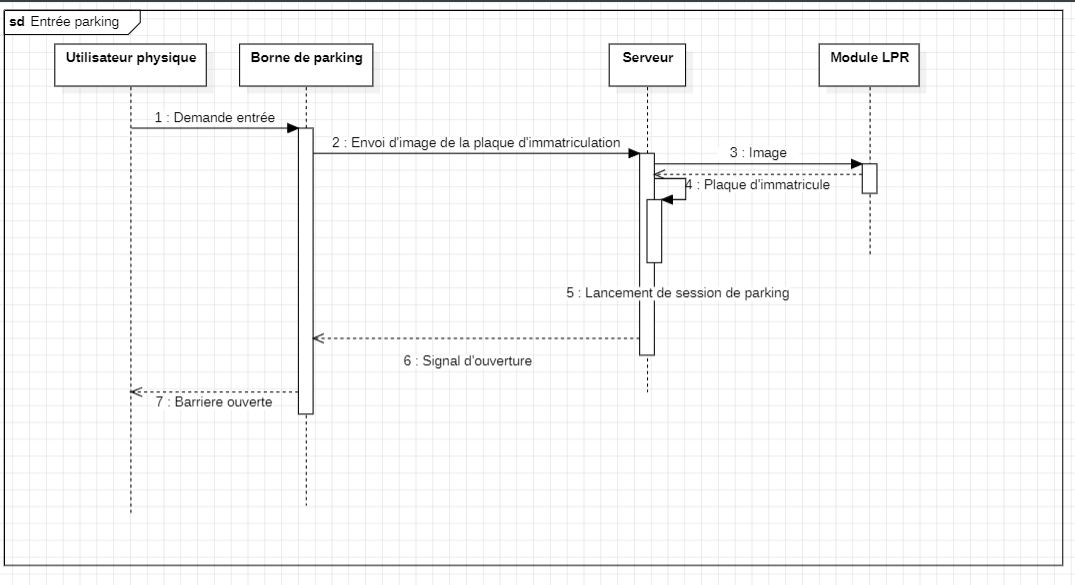 sd Entrée parking
Utilisateur physique
Borne de parking
Serveur
Module LPR
1 : Demande entrée
2 : Envoi d'image de la plaque d'immatriculation
3 : Image
4 : Plaque d'immatricule
5 : Lancement de session de parking
6 : Signal d'ouverture
7 : Barriere ouverte